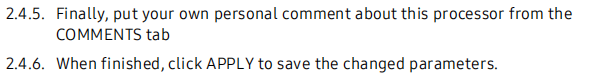 2.4.5. Finally, put your own personal comment about this processor from the
COMMENTS tab
2.4.6. When finished, click APPLY to save the changed parameters.